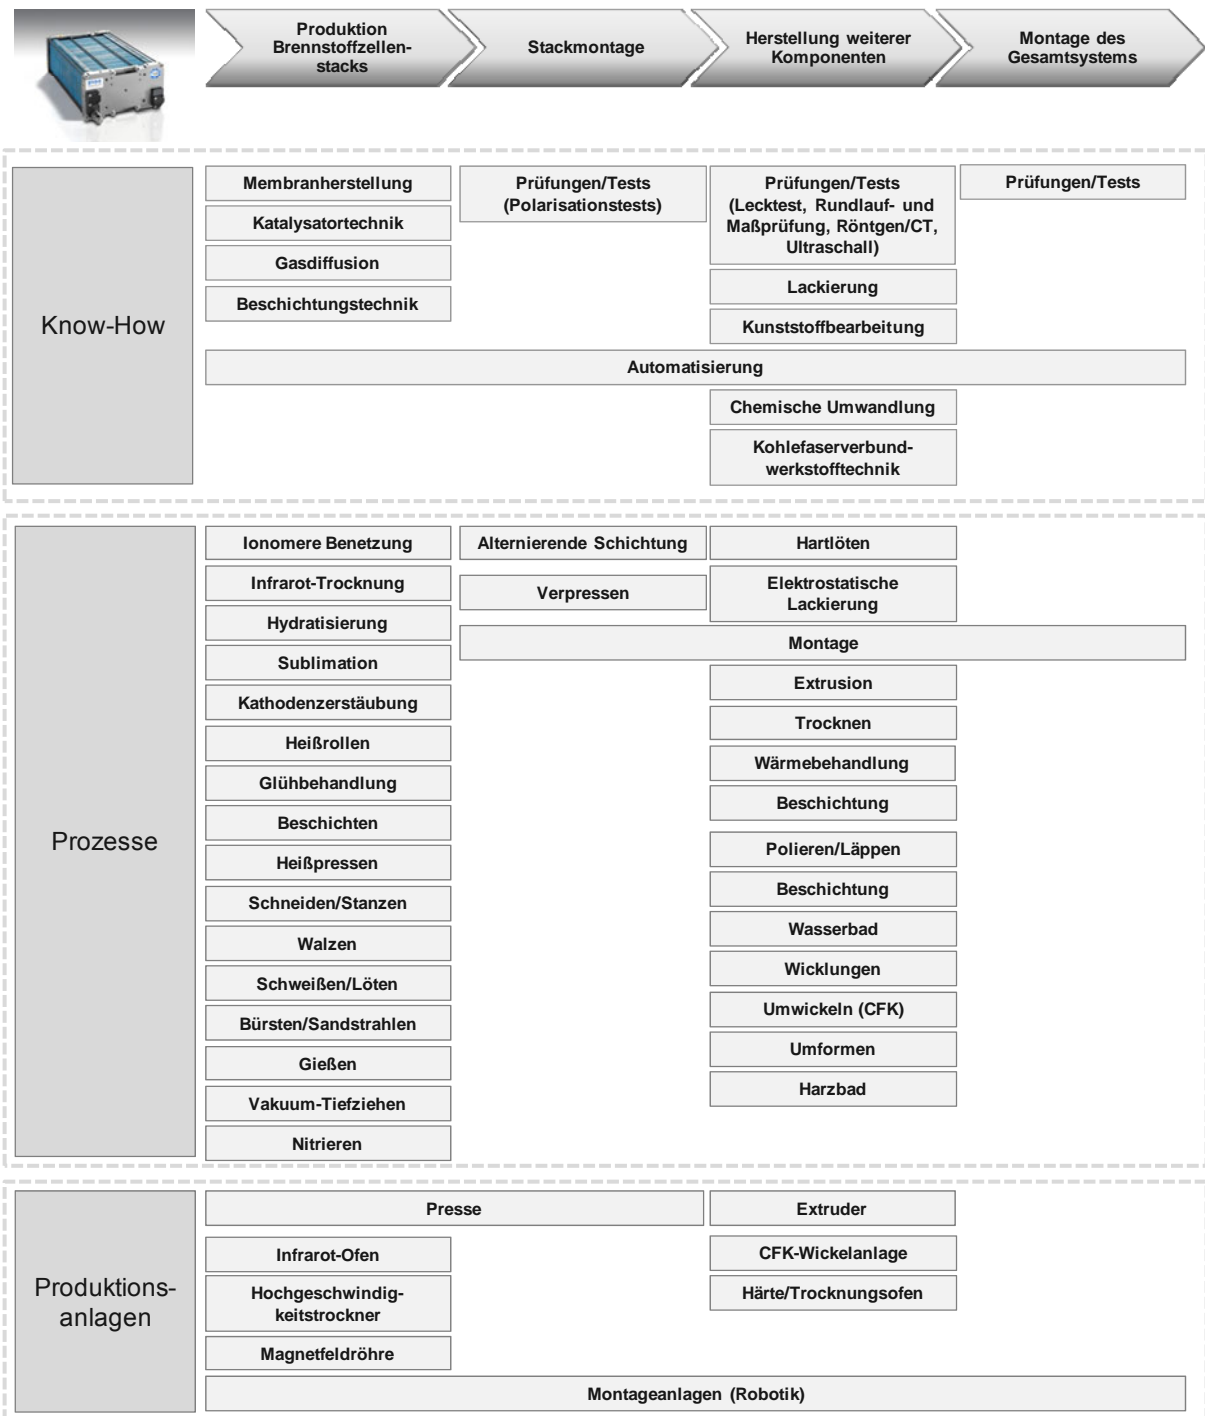 Produktion
Brennstoffzellen-
stacks
Stackmontage
Herstellung weiterer
Komponenten
Montage des
Gesamtsystems
Know-How
Membranherstellung
Katalysatortechnik
Gasdiffusion
Beschichtungstechnik
Prüfungen/Tests
(Polarisationstests)
Prüfungen/Tests
(Lecktest, Rundlauf- und
Maßprüfung, Röntgen/CT,
Ultraschall)
Lackierung
Kunststoffbearbeitung
Prüfungen/Tests
Automatisierung
Chemische Umwandlung
Kohlefaserverbund-
werkstofftechnik
Prozesse
Ionomere Benetzung
Infrarot-Trocknung
Hydratisierung
Sublimation
Kathodenzerstäubung
Heißrollen
Glühbehandlung
Beschichten
Heißpressen
Schneiden/Stanzen
Walzen
Schweißen/Löten
Bürsten/Sandstrahlen
Gießen
Vakuum-Tiefziehen
Nitrieren
Alternierende Schichtung
Verpressen
Hartlöten
Elektrostatische
Lackierung
Montage
Extrusion
Trocknen
Wärmebehandlung
Beschichtung
Polieren/Läppen
Beschichtung
Wasserbad
Wicklungen
Umwickeln (CFK)
Umformen
Harzbad
Produktions-
anlagen
Presse
Infrarot-Ofen
Hochgeschwindig-
keitstrockner
Magnetfeldröhre
Extruder
CFK-Wickelanlage
Härte/Trocknungsofen
Montageanlagen (Robotik)